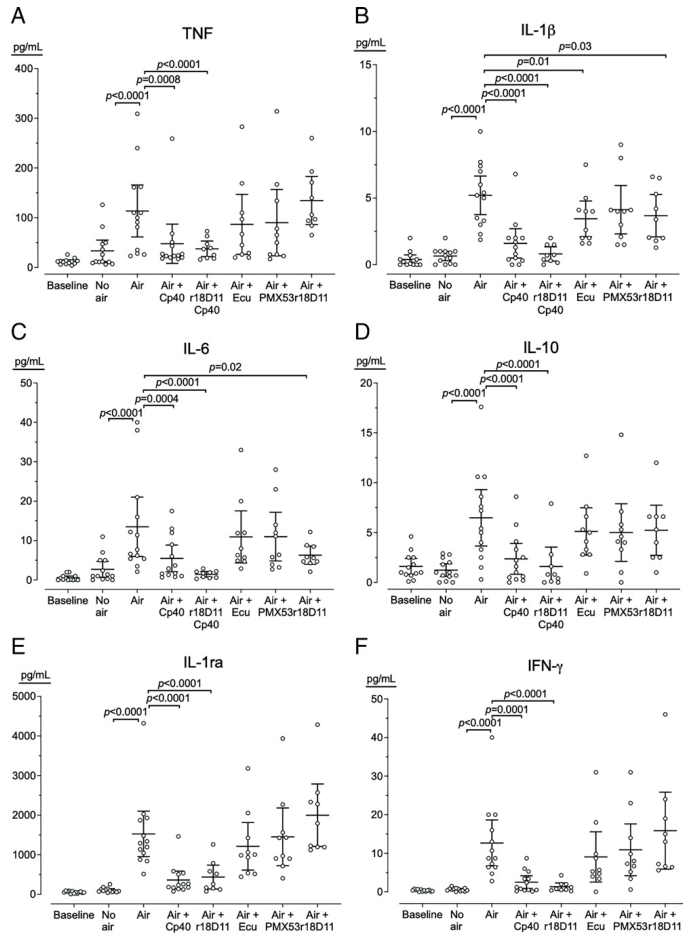 A
TNF
pg/mL
400
300
200
100
0
p<0.0001
p=0.0008
p<0.0001
Baseline No air Air Air + Cp40 Air + r18D11 Cp40 Air + Ecu Air + PMX53 Air + r18D11
B
IL-1β
pg/mL
15
10
5
0
p=0.03
p=0.01
p<0.0001
p<0.0001
p<0.0001
Baseline No air Air Air + Cp40 Air + r18D11 Cp40 Air + Ecu Air + PMX53 Air + r18D11
C
IL-6
pg/mL
50
40
30
20
10
0
p=0.02
p<0.0001
p=0.0004
p<0.0001
Baseline No air Air Air + Cp40 Air + r18D11 Cp40 Air + Ecu Air + PMX53 Air + r18D11
D
IL-10
pg/mL
20
15
10
5
0
p<0.0001
p<0.0001
p<0.0001
Baseline No air Air Air + Cp40 Air + r18D11 Cp40 Air + Ecu Air + PMX53 Air + r18D11
E
IL-1ra
pg/mL
5000
4000
3000
2000
1000
0
p<0.0001
p<0.0001
p<0.0001
Baseline No air Air Air + Cp40 Air + r18D11 Air + Ecu Air + PMX53 Air + r18D11
F
IFN-γ
pg/mL
50
40
30
20
10
0
p<0.0001
p=0.0001
p<0.0001
Baseline No air Air Air + Cp40 Air + r18D11 Air + Ecu Air + PMX53 Air + r18D11